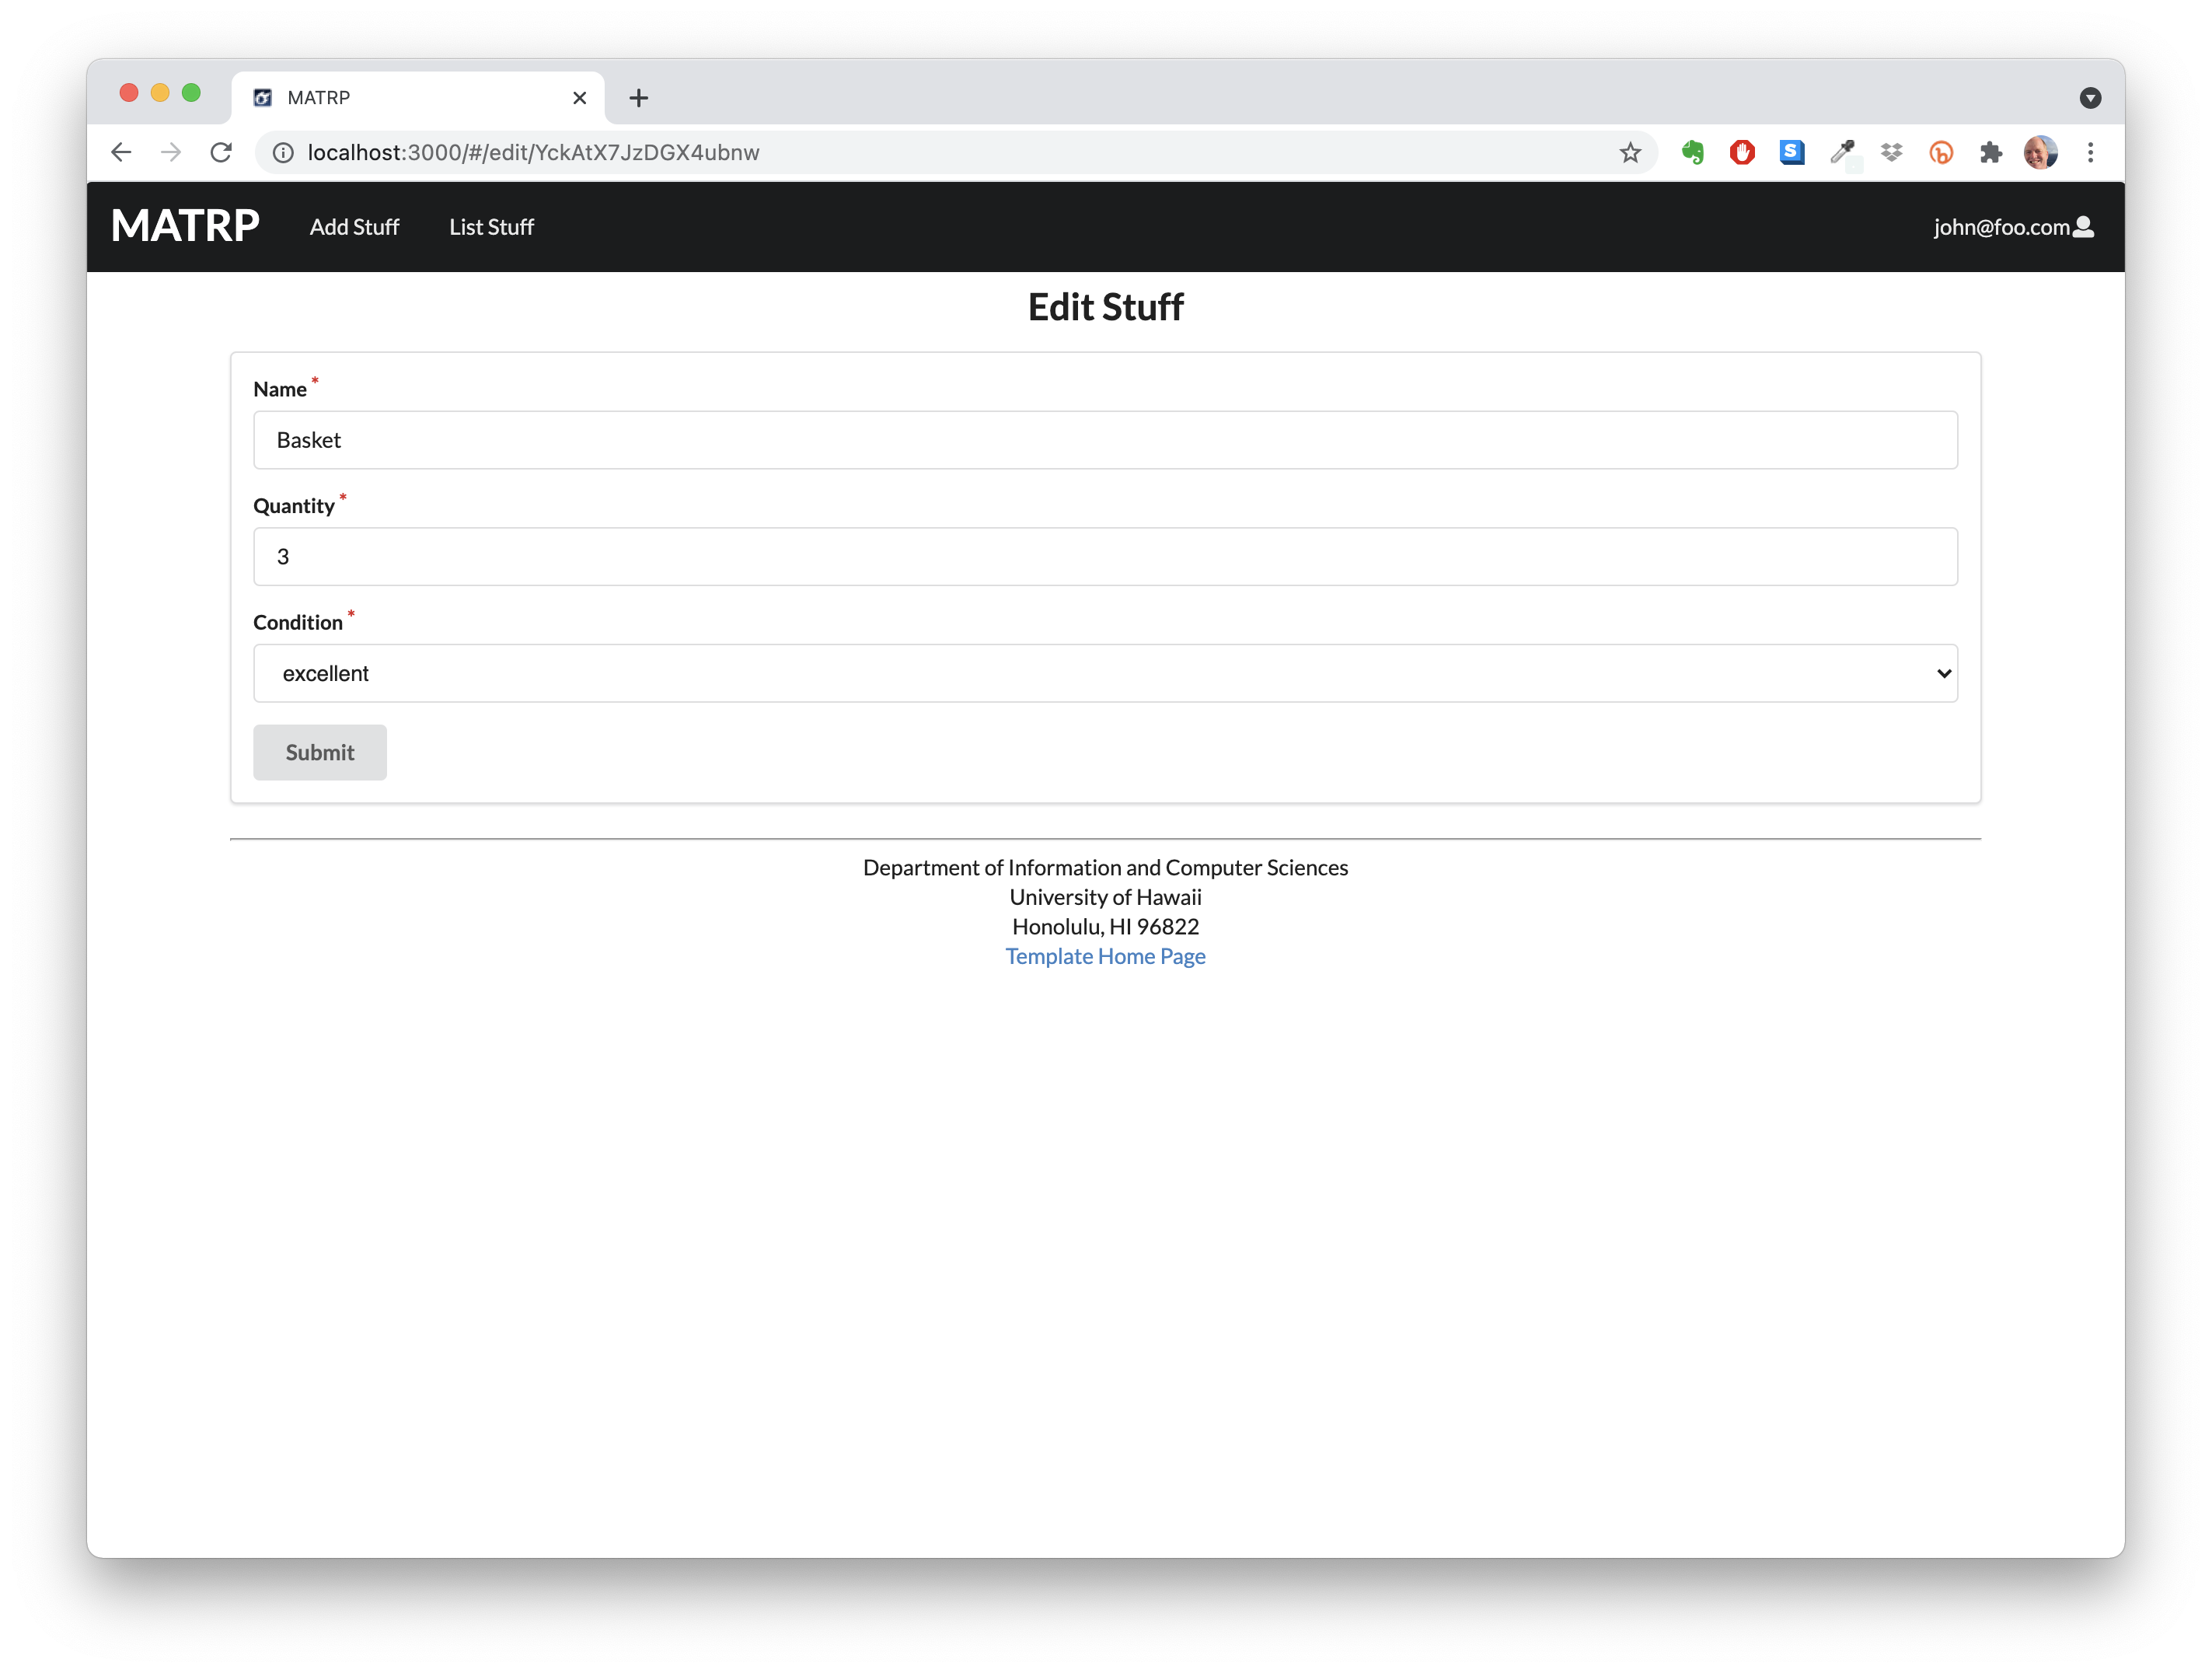 MATRP
localhost:3000/#/edit/YckAtX7JzDGX4ubnw
S
MATRP Add Stuff List Stuff john@foo.com
Edit Stuff
Name *
Basket
Quantity *
3
Condition *
excellent
Submit
Department of Information and Computer Sciences
University of Hawaii
Honolulu, HI 96822
Template Home Page